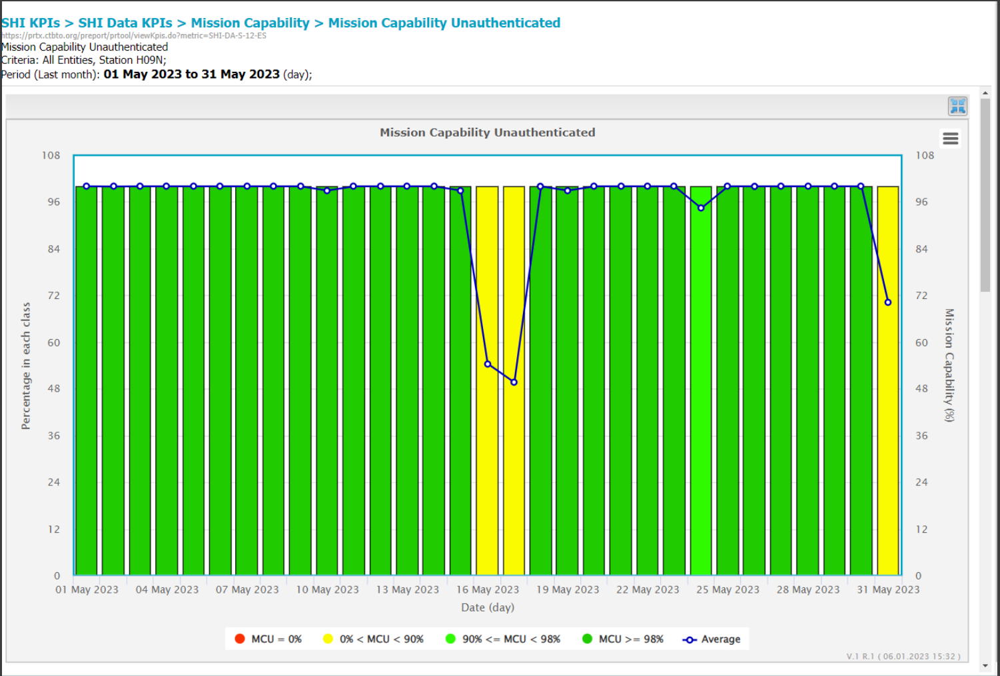 SHI KPIs > SHI Data KPIs > Mission Capability > Mission Capability Unauthenticated
https://prtx.ctbto.org/preport/prtool/viewKpis.do?metric=SHI-DA-S-12-ES
Mission Capability Unauthenticated
Criteria: All Entities, Station H09N;
Period (Last month): 01 May 2023 to 31 May 2023 (day);
Mission Capability Unauthenticated
108
96
84
72
60
48
36
24
12
0
Percentage in each class
108
96
84
72
60
48
36
24
12
0
Mission Capability (%)
01 May 2023 04 May 2023 07 May 2023 10 May 2023 13 May 2023 16 May 2023 19 May 2023 22 May 2023 25 May 2023 28 May 2023 31 May 2023
Date (day)
MCU = 0% 0% < MCU < 90% 90% <= MCU < 98% MCU >= 98% Average
V.1 R.1 ( 06.01.2023 15:32 )